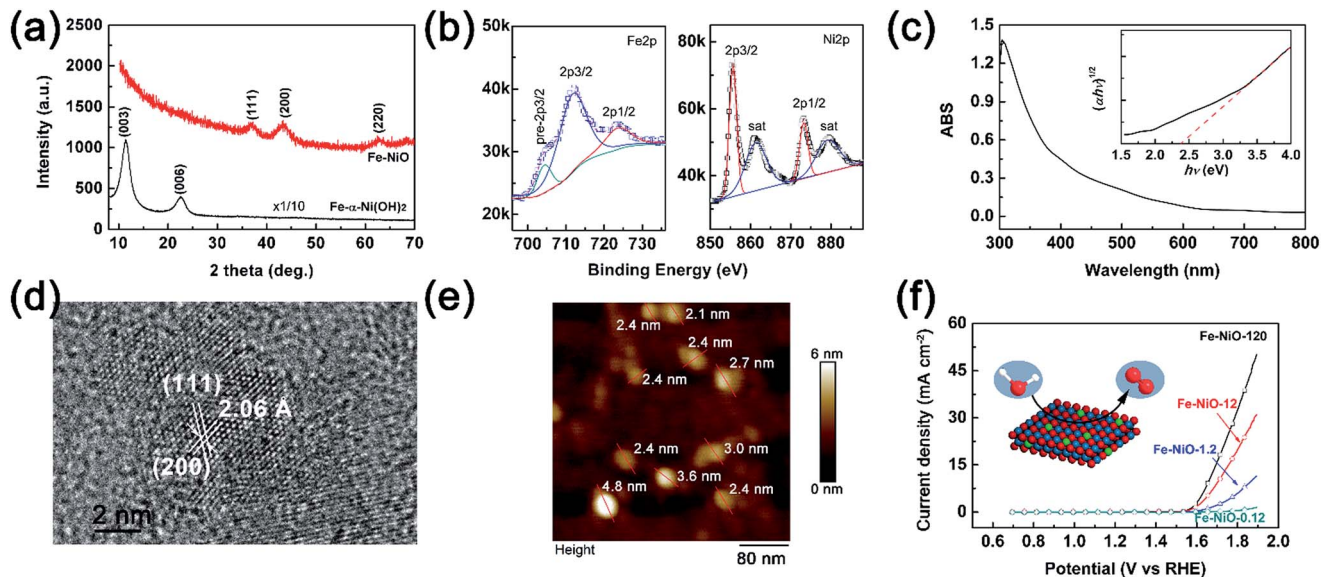 (a)
2500
2000
1500
1000
500
0
Intensity (a.u.)
(003)
(006)
(111)
(200)
(220)
Fe-NiO
x1/10
Fe-α-Ni(OH)2
10 20 30 40 50 60 70
2 theta (deg.)
(b)
50k
40k
30k
20k
Fe2p
pre-2p3/2
2p3/2
2p1/2
700 710 720 730
80k
60k
40k
Ni2p
2p3/2
sat
2p1/2
sat
850 860 870 880
Binding Energy (eV)
(c)
1.5
1.2
0.9
0.6
0.3
0.0
ABS
(αhν)1/2
1.5 2.0 2.5 3.0 3.5 4.0
hν (eV)
300 400 500 600 700 800
Wavelength (nm)
(d)
(111)
2.06 Å
(200)
2 nm
(e)
2.4 nm
2.1 nm
2.4 nm
2.7 nm
2.4 nm
2.4 nm
3.0 nm
3.6 nm
4.8 nm
2.4 nm
6 nm
0 nm
Height
80 nm
(f)
60
45
30
15
0
Current density (mA cm-2)
Fe-NiO-120
Fe-NiO-12
Fe-NiO-1.2
Fe-NiO-0.12
0.6 0.8 1.0 1.2 1.4 1.6 1.8 2.0
Potential (V vs RHE)